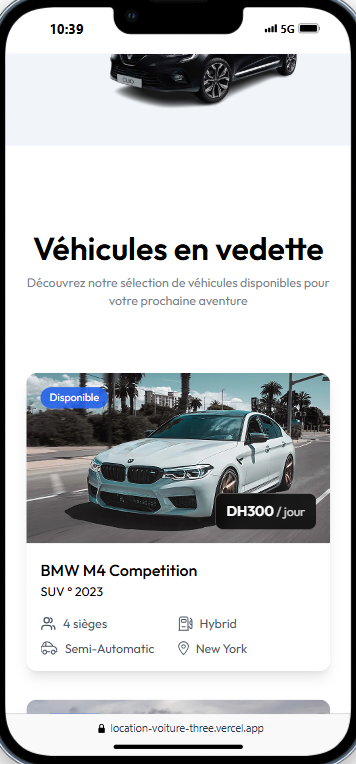 10:39 5G
CLIO
Véhicules en vedette
Découvrez notre sélection de véhicules disponibles pour
votre prochaine aventure
Disponible
DH300 / jour
BMW M4 Competition
SUV ° 2023
4 sièges Hybrid
Semi-Automatic New York
location-voiture-three.vercel.app